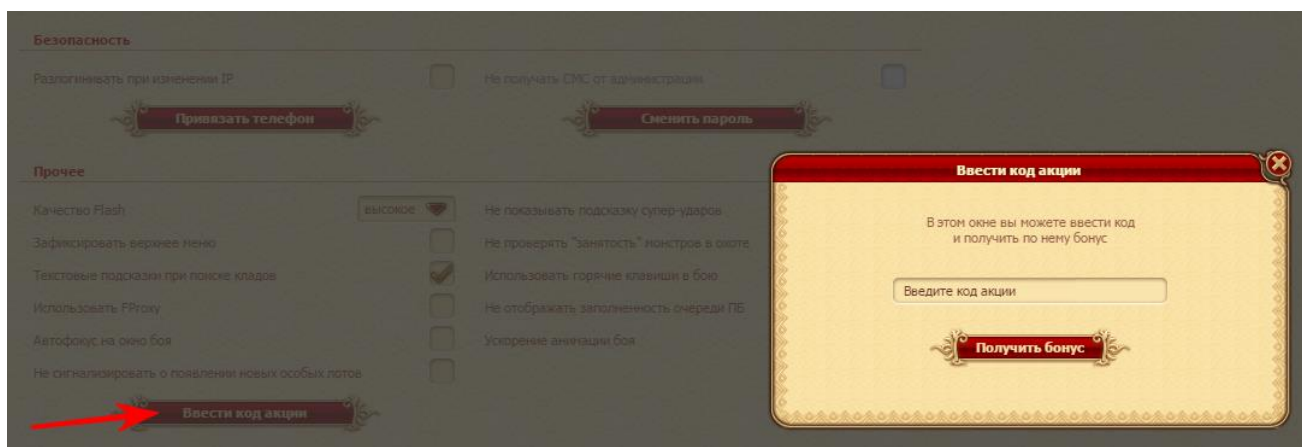 Безопасность
Разлогинивать при изменении IP
Не получать СМС от администрации
Привязать телефон
Сменить пароль
Прочее
Качество Flash
высокое
Не показывать подсказку супер-ударов
Зафиксировать верхнее меню
Не проверять "занятость" монстров в охоте
Текстовые подсказки при поиске кладов
Использовать горячие клавиши в бою
Использовать FProxy
Не отображать заполненность очереди ПБ
Автофокус на окно боя
Ускорение анимации боя
Не сигнализировать о появлении новых особых лотов
Ввести код акции
Ввести код акции
В этом окне вы можете ввести код
и получить по нему бонус
Введите код акции
Получить бонус